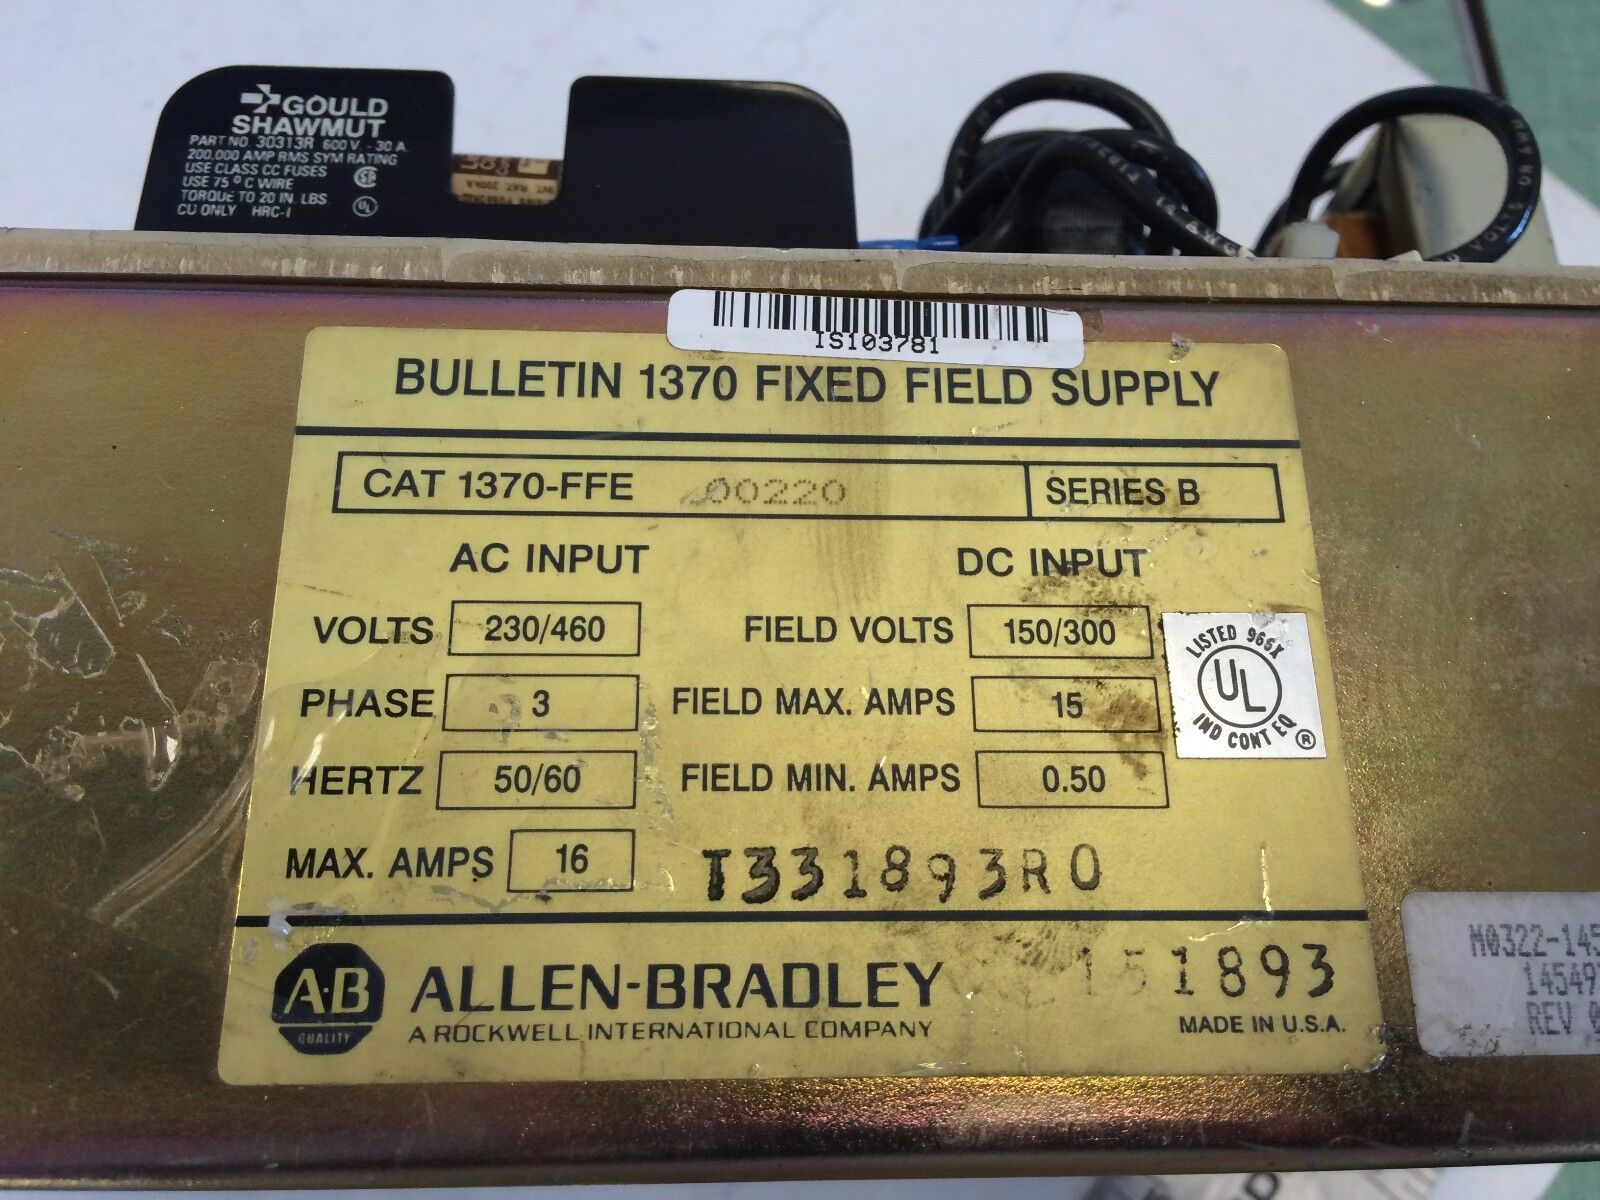 GOULD
SHAWMUT
PART NO. 30313R 600 V. - 30 A.
200,000 AMP RMS SYM RATING
USE CLASS CC FUSES
USE 75° C WIRE
TORQUE TO 20 IN. LBS.
CU ONLY HRC-I
IS103781
BULLETIN 1370 FIXED FIELD SUPPLY
CAT 1370-FFE 00220 SERIES B
AC INPUT DC INPUT
VOLTS 230/460 FIELD VOLTS 150/300
PHASE 3 FIELD MAX. AMPS 15
HERTZ 50/60 FIELD MIN. AMPS 0.50
MAX. AMPS 16 T331893R0
LISTED 966X
UL
IND CONT EQ ®
A-B
QUALITY
ALLEN-BRADLEY
A ROCKWELL INTERNATIONAL COMPANY
151893
MADE IN U.S.A.
M0322-145
REV